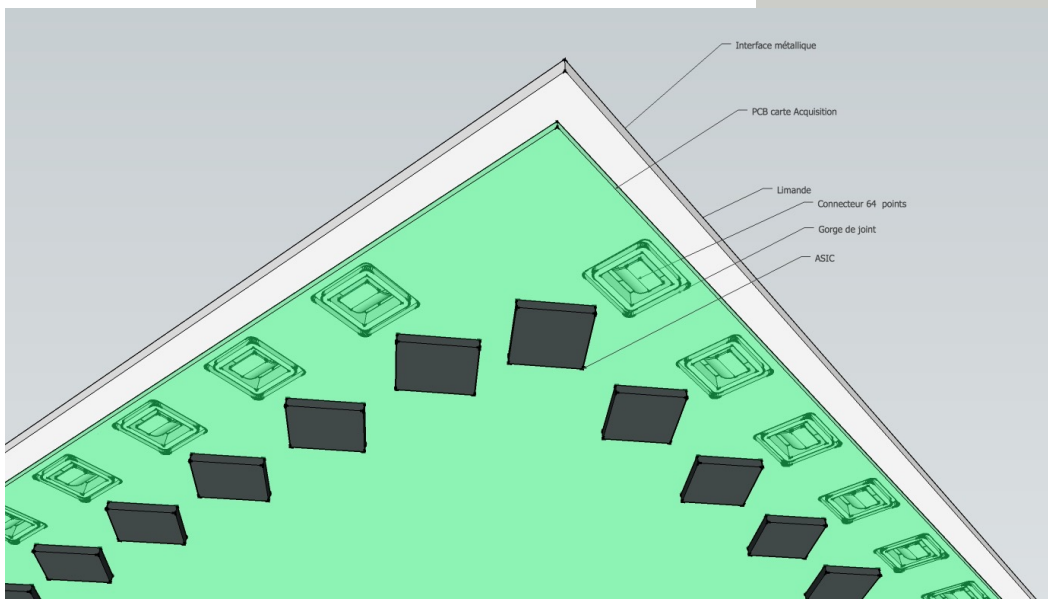 Interface métallique
PCB carte Acquisition
Limande
Connecteur 64  points
Gorge de joint
ASIC